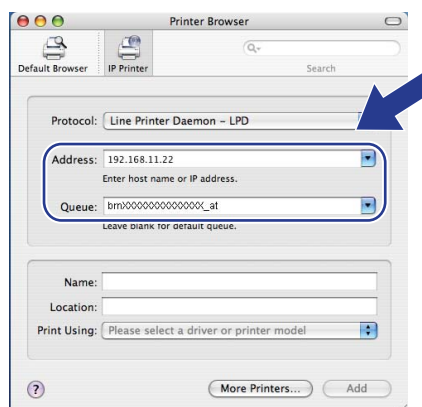 Printer Browser
Default Browser
IP Printer
Q-
Search
Protocol: Line Printer Daemon – LPD
Address: 192.168.11.22
Enter host name or IP address.
Queue: brnXXXXXXXXXXXX_at
Leave blank for default queue.
Name:
Location:
Print Using: Please select a driver or printer model
? More Printers... Add